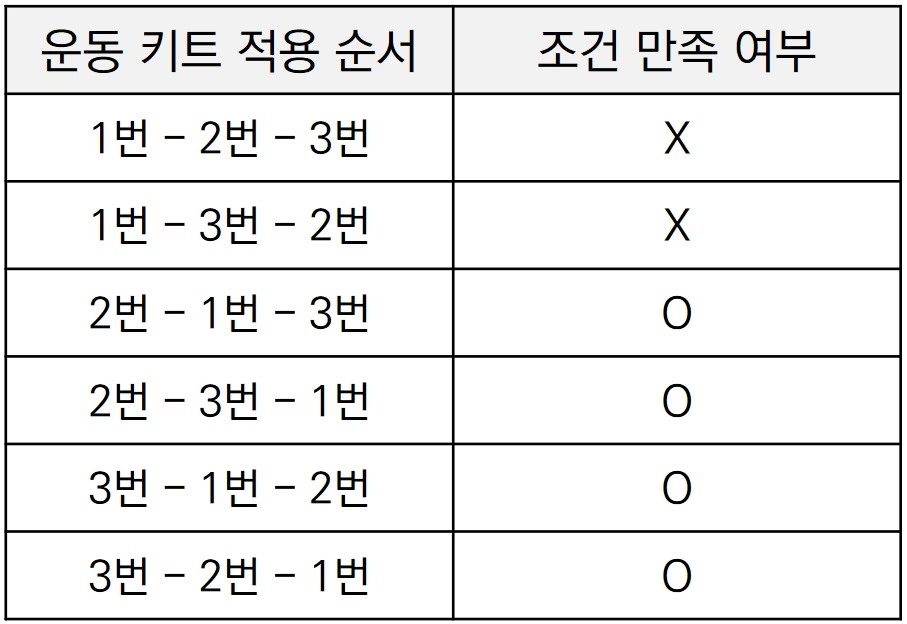 운동 키트 적용 순서 조건 만족 여부
1번 – 2번 – 3번 X
1번 – 3번 – 2번 X
2번 – 1번 – 3번 O
2번 – 3번 – 1번 O
3번 – 1번 – 2번 O
3번 – 2번 – 1번 O